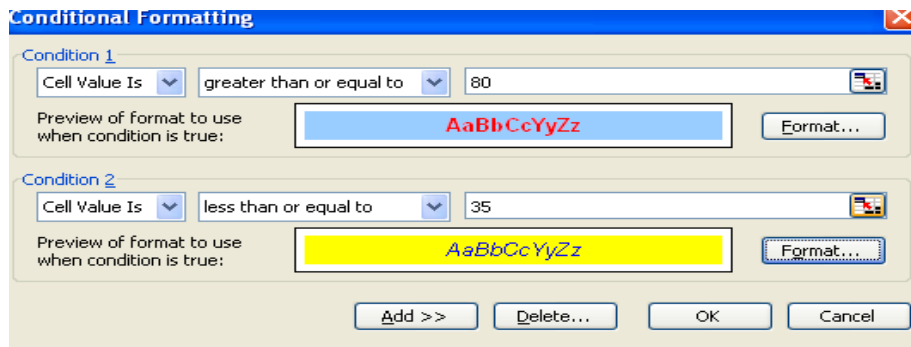 Conditional Formatting
Condition 1
Cell Value Is greater than or equal to 80
Preview of format to use
when condition is true:
AaBbCcYyZz
Format...
Condition 2
Cell Value Is less than or equal to 35
Preview of format to use
when condition is true:
AaBbCcYyZz
Format...
Add >> Delete... OK Cancel